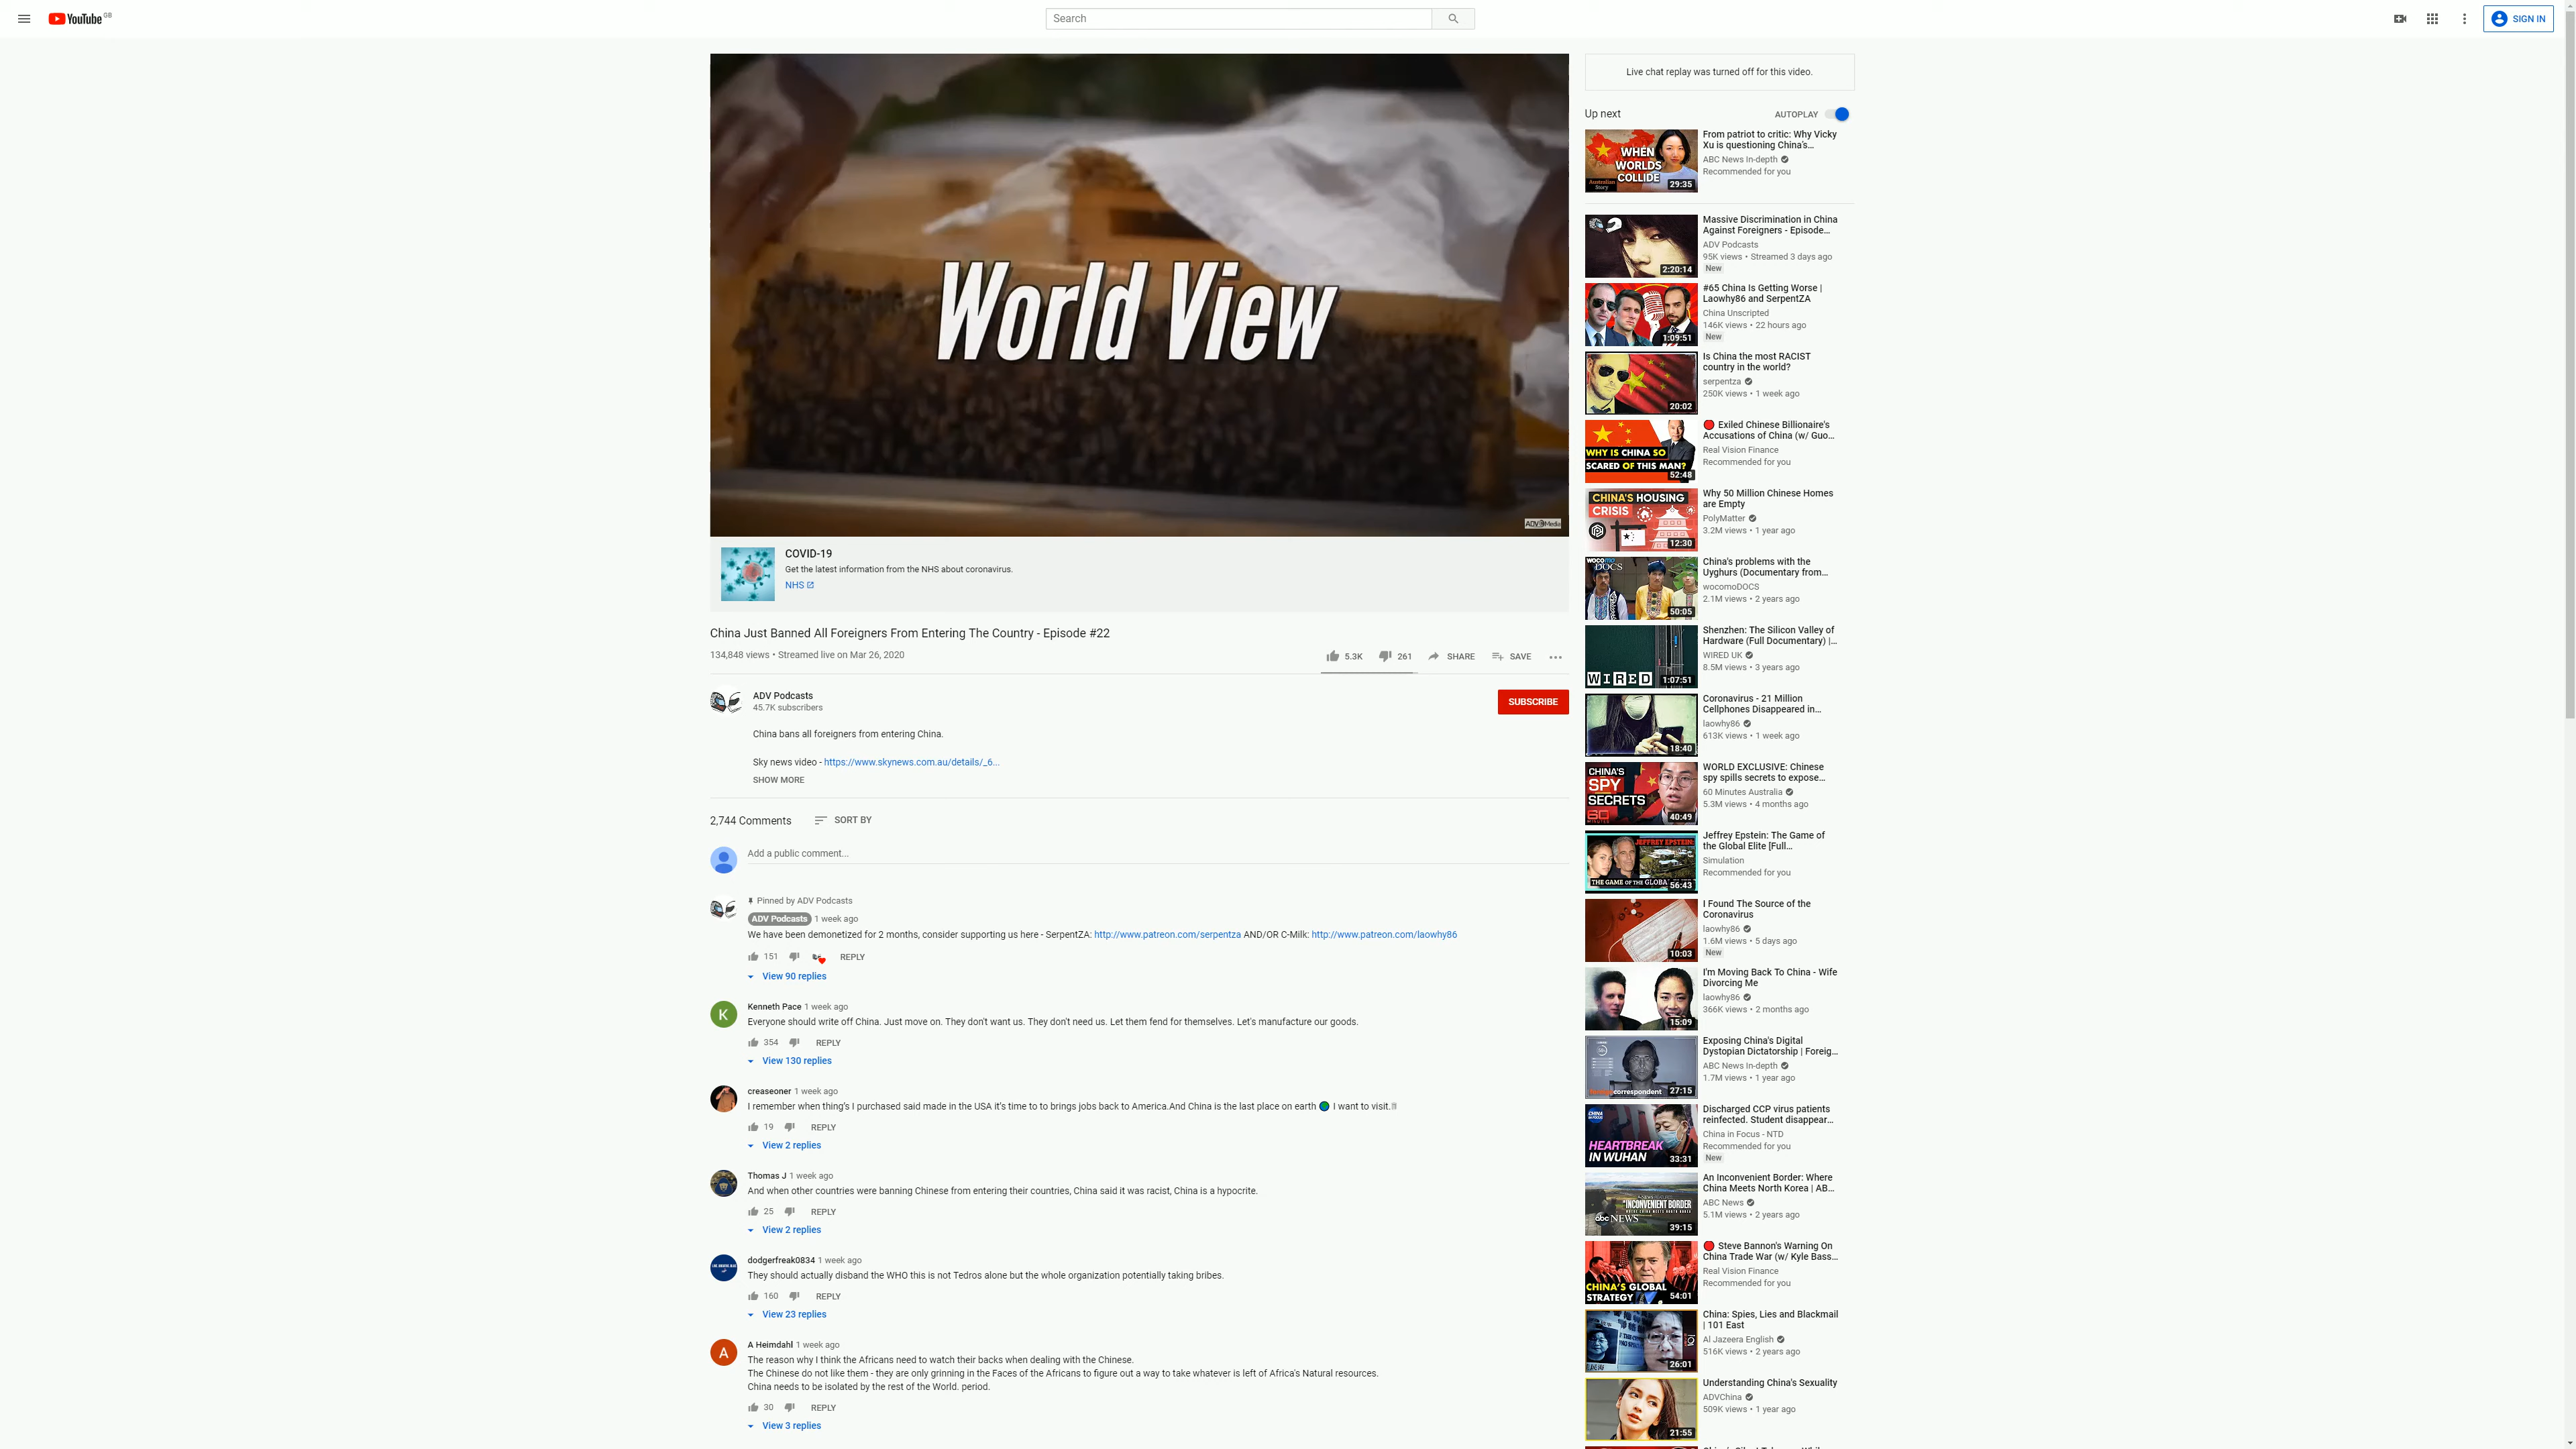 YouTube GB
Search
SIGN IN
World View
ADV Media
COVID-19
Get the latest information from the NHS about coronavirus.
NHS
China Just Banned All Foreigners From Entering The Country - Episode #22
134,848 views • Streamed live on Mar 26, 2020
5.3K 261 SHARE SAVE
ADV Podcasts
45.7K subscribers
SUBSCRIBE
China bans all foreigners from entering China.
Sky news video - https://www.skynews.com.au/details/_6...
SHOW MORE
2,744 Comments SORT BY
Add a public comment...
Pinned by ADV Podcasts
ADV Podcasts 1 week ago
We have been demonetized for 2 months, consider supporting us here - SerpentZA: http://www.patreon.com/serpentza AND/OR C-Milk: http://www.patreon.com/laowhy86
151 REPLY
View 90 replies
K
Kenneth Pace 1 week ago
Everyone should write off China. Just move on. They don't want us. They don't need us. Let them fend for themselves. Let's manufacture our goods.
354 REPLY
View 130 replies
creaseoner 1 week ago
I remember when thing's I purchased said made in the USA it's time to to brings jobs back to America.And China is the last place on earth I want to visit.
19 REPLY
View 2 replies
Thomas J 1 week ago
And when other countries were banning Chinese from entering their countries, China said it was racist, China is a hypocrite.
25 REPLY
View 2 replies
dodgerfreak0834 1 week ago
They should actually disband the WHO this is not Tedros alone but the whole organization potentially taking bribes.
160 REPLY
View 23 replies
A
A Heimdahl 1 week ago
The reason why I think the Africans need to watch their backs when dealing with the Chinese.
The Chinese do not like them - they are only grinning in the Faces of the Africans to figure out a way to take whatever is left of Africa's Natural resources.
China needs to be isolated by the rest of the World. period.
30 REPLY
View 3 replies
Live chat replay was turned off for this video.
Up next AUTOPLAY
WHEN
WORLDS
COLLIDE
Australian
Story
29:35
From patriot to critic: Why Vicky
Xu is questioning China's...
ABC News In-depth
Recommended for you
2:20:14
Massive Discrimination in China
Against Foreigners - Episode...
ADV Podcasts
95K views • Streamed 3 days ago
New
1:09:51
#65 China Is Getting Worse |
Laowhy86 and SerpentZA
China Unscripted
146K views • 22 hours ago
New
20:02
Is China the most RACIST
country in the world?
serpentza
250K views • 1 week ago
WHY IS CHINA SO
SCARED OF THIS MAN?
52:48
Exiled Chinese Billionaire's
Accusations of China (w/ Guo...
Real Vision Finance
Recommended for you
CHINA'S HOUSING
CRISIS
12:30
Why 50 Million Chinese Homes
are Empty
PolyMatter
3.2M views • 1 year ago
WOCOMO
DOCS
50:05
China's problems with the
Uyghurs (Documentary from...
wocomoDOCS
2.1M views • 2 years ago
WIRED
1:07:51
Shenzhen: The Silicon Valley of
Hardware (Full Documentary) |...
WIRED UK
8.5M views • 3 years ago
18:40
Coronavirus - 21 Million
Cellphones Disappeared in...
laowhy86
613K views • 1 week ago
CHINA'S
SPY
SECRETS
60
MINUTES
40:49
WORLD EXCLUSIVE: Chinese
spy spills secrets to expose...
60 Minutes Australia
5.3M views • 4 months ago
JEFFREY EPSTEIN:
THE GAME OF THE GLOBAL
56:43
Jeffrey Epstein: The Game of
the Global Elite [Full...
Simulation
Recommended for you
10:03
I Found The Source of the
Coronavirus
laowhy86
1.6M views • 5 days ago
New
15:09
I'm Moving Back To China - Wife
Divorcing Me
laowhy86
366K views • 2 months ago
correspondent
27:15
Exposing China's Digital
Dystopian Dictatorship | Foreig...
ABC News In-depth
1.7M views • 1 year ago
HEARTBREAK
IN WUHAN
33:31
Discharged CCP virus patients
reinfected. Student disappear...
China in Focus - NTD
Recommended for you
New
INCONVENIENT BORDER
abc NEWS
39:15
An Inconvenient Border: Where
China Meets North Korea | AB...
ABC News
5.1M views • 2 years ago
CHINA'S GLOBAL
STRATEGY
54:01
Steve Bannon's Warning On
China Trade War (w/ Kyle Bass...
Real Vision Finance
Recommended for you
26:01
China: Spies, Lies and Blackmail
| 101 East
Al Jazeera English
516K views • 2 years ago
21:55
Understanding China's Sexuality
ADVChina
509K views • 1 year ago